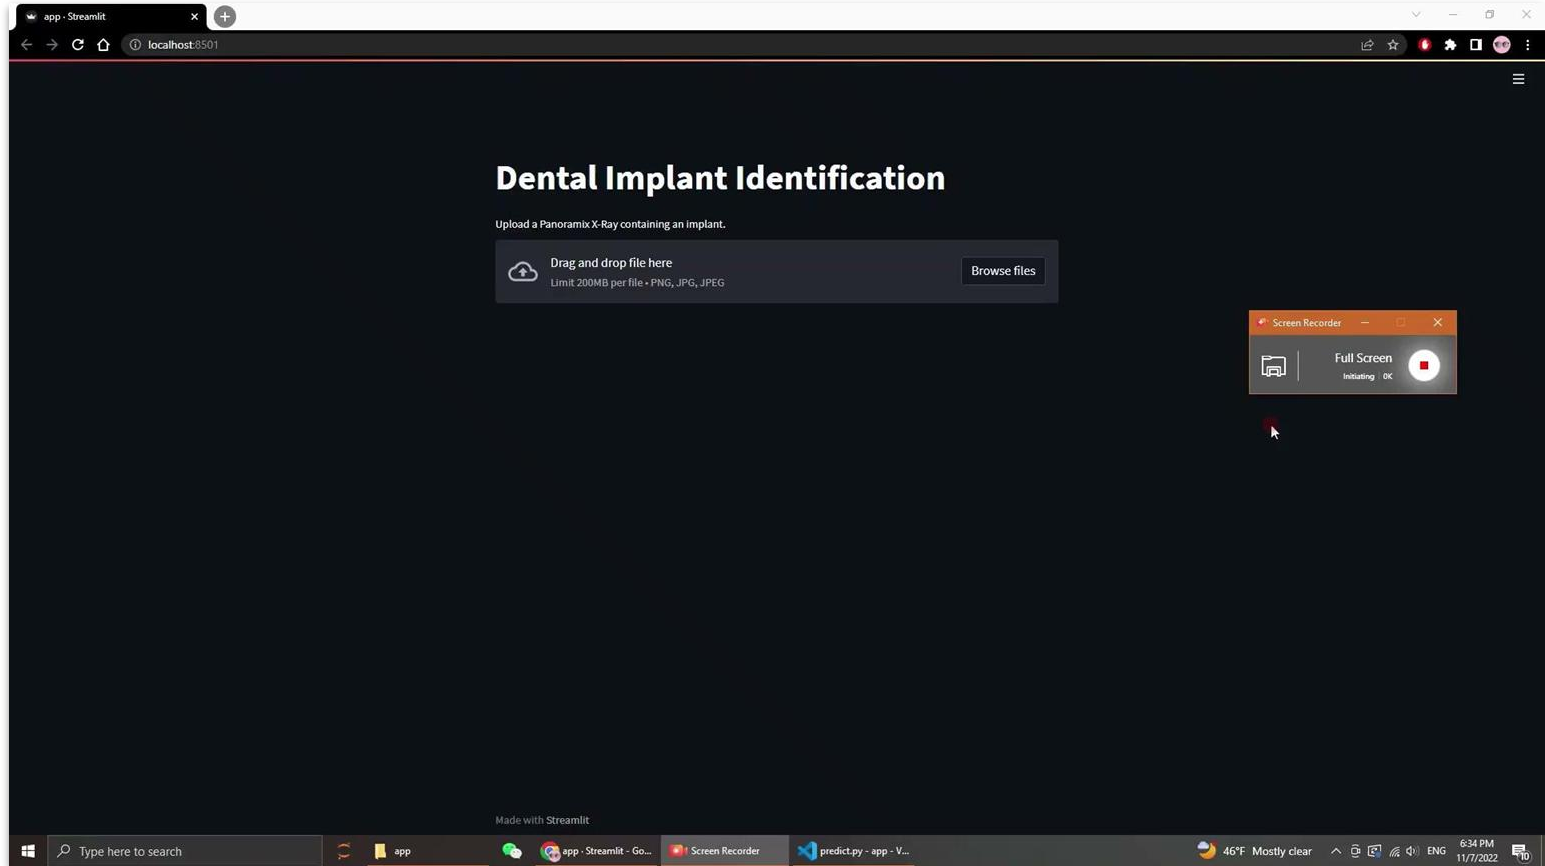 app · Streamlit
localhost:8501
Dental Implant Identification
Upload a Panoramix X-Ray containing an implant.
Drag and drop file here
Limit 200MB per file • PNG, JPG, JPEG
Browse files
Screen Recorder
Full Screen
Initiating 0K
Made with Streamlit
Type here to search
app
app · Streamlit - Go...
Screen Recorder
predict.py - app - V...
46°F Mostly clear
ENG
6:34 PM
11/7/2022
10